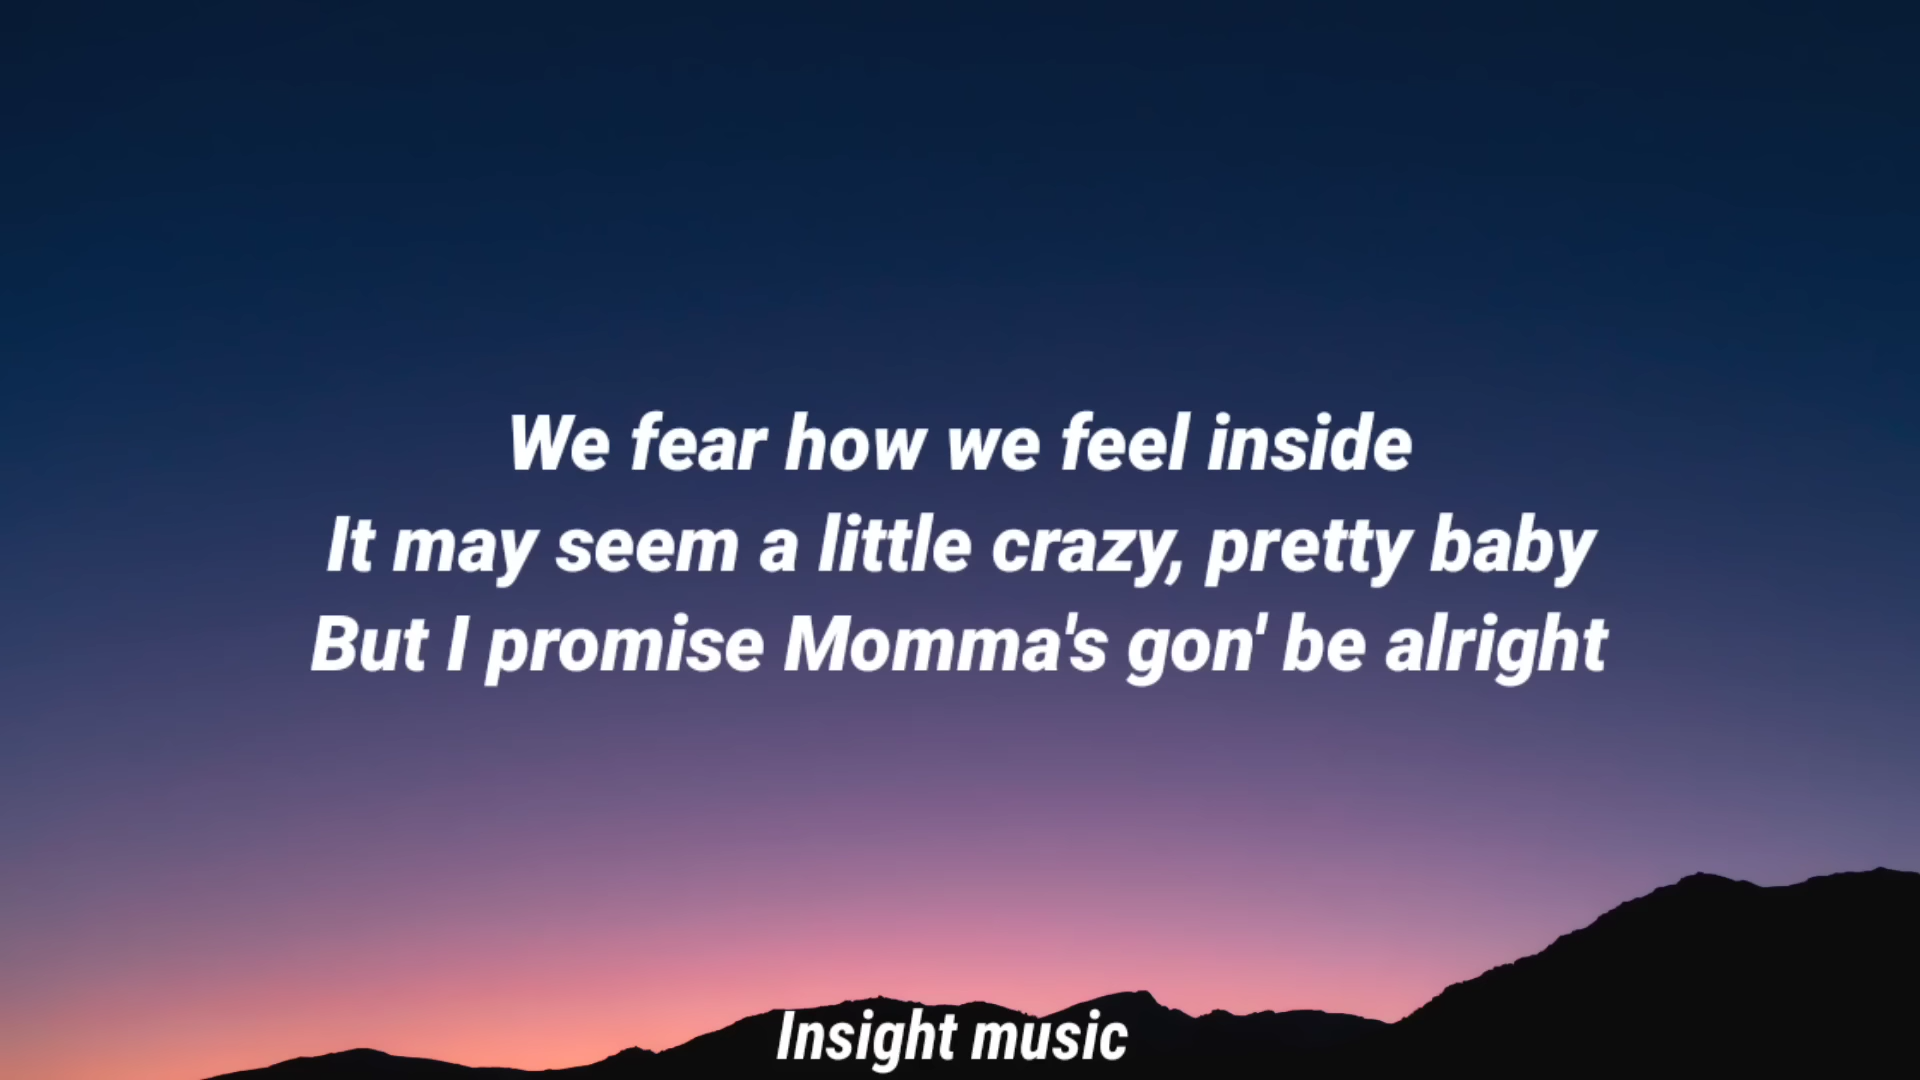 We fear how we feel inside
It may seem a little crazy, pretty baby
But I promise Momma's gon' be alright
Insight music